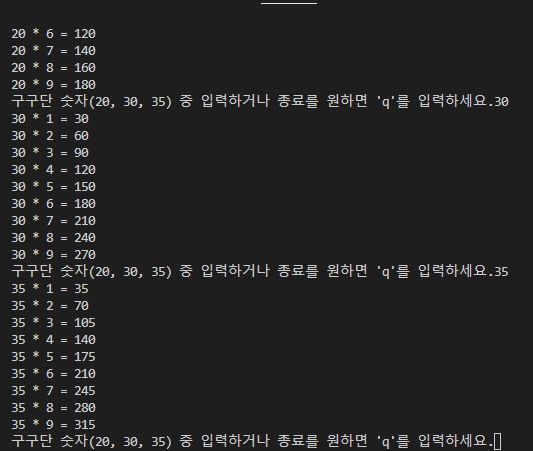 20 * 6 = 120
20 * 7 = 140
20 * 8 = 160
20 * 9 = 180
구구단 숫자(20, 30, 35) 중 입력하거나 종료를 원하면 'q'를 입력하세요.30
30 * 1 = 30
30 * 2 = 60
30 * 3 = 90
30 * 4 = 120
30 * 5 = 150
30 * 6 = 180
30 * 7 = 210
30 * 8 = 240
30 * 9 = 270
구구단 숫자(20, 30, 35) 중 입력하거나 종료를 원하면 'q'를 입력하세요.35
35 * 1 = 35
35 * 2 = 70
35 * 3 = 105
35 * 4 = 140
35 * 5 = 175
35 * 6 = 210
35 * 7 = 245
35 * 8 = 280
35 * 9 = 315
구구단 숫자(20, 30, 35) 중 입력하거나 종료를 원하면 'q'를 입력하세요.